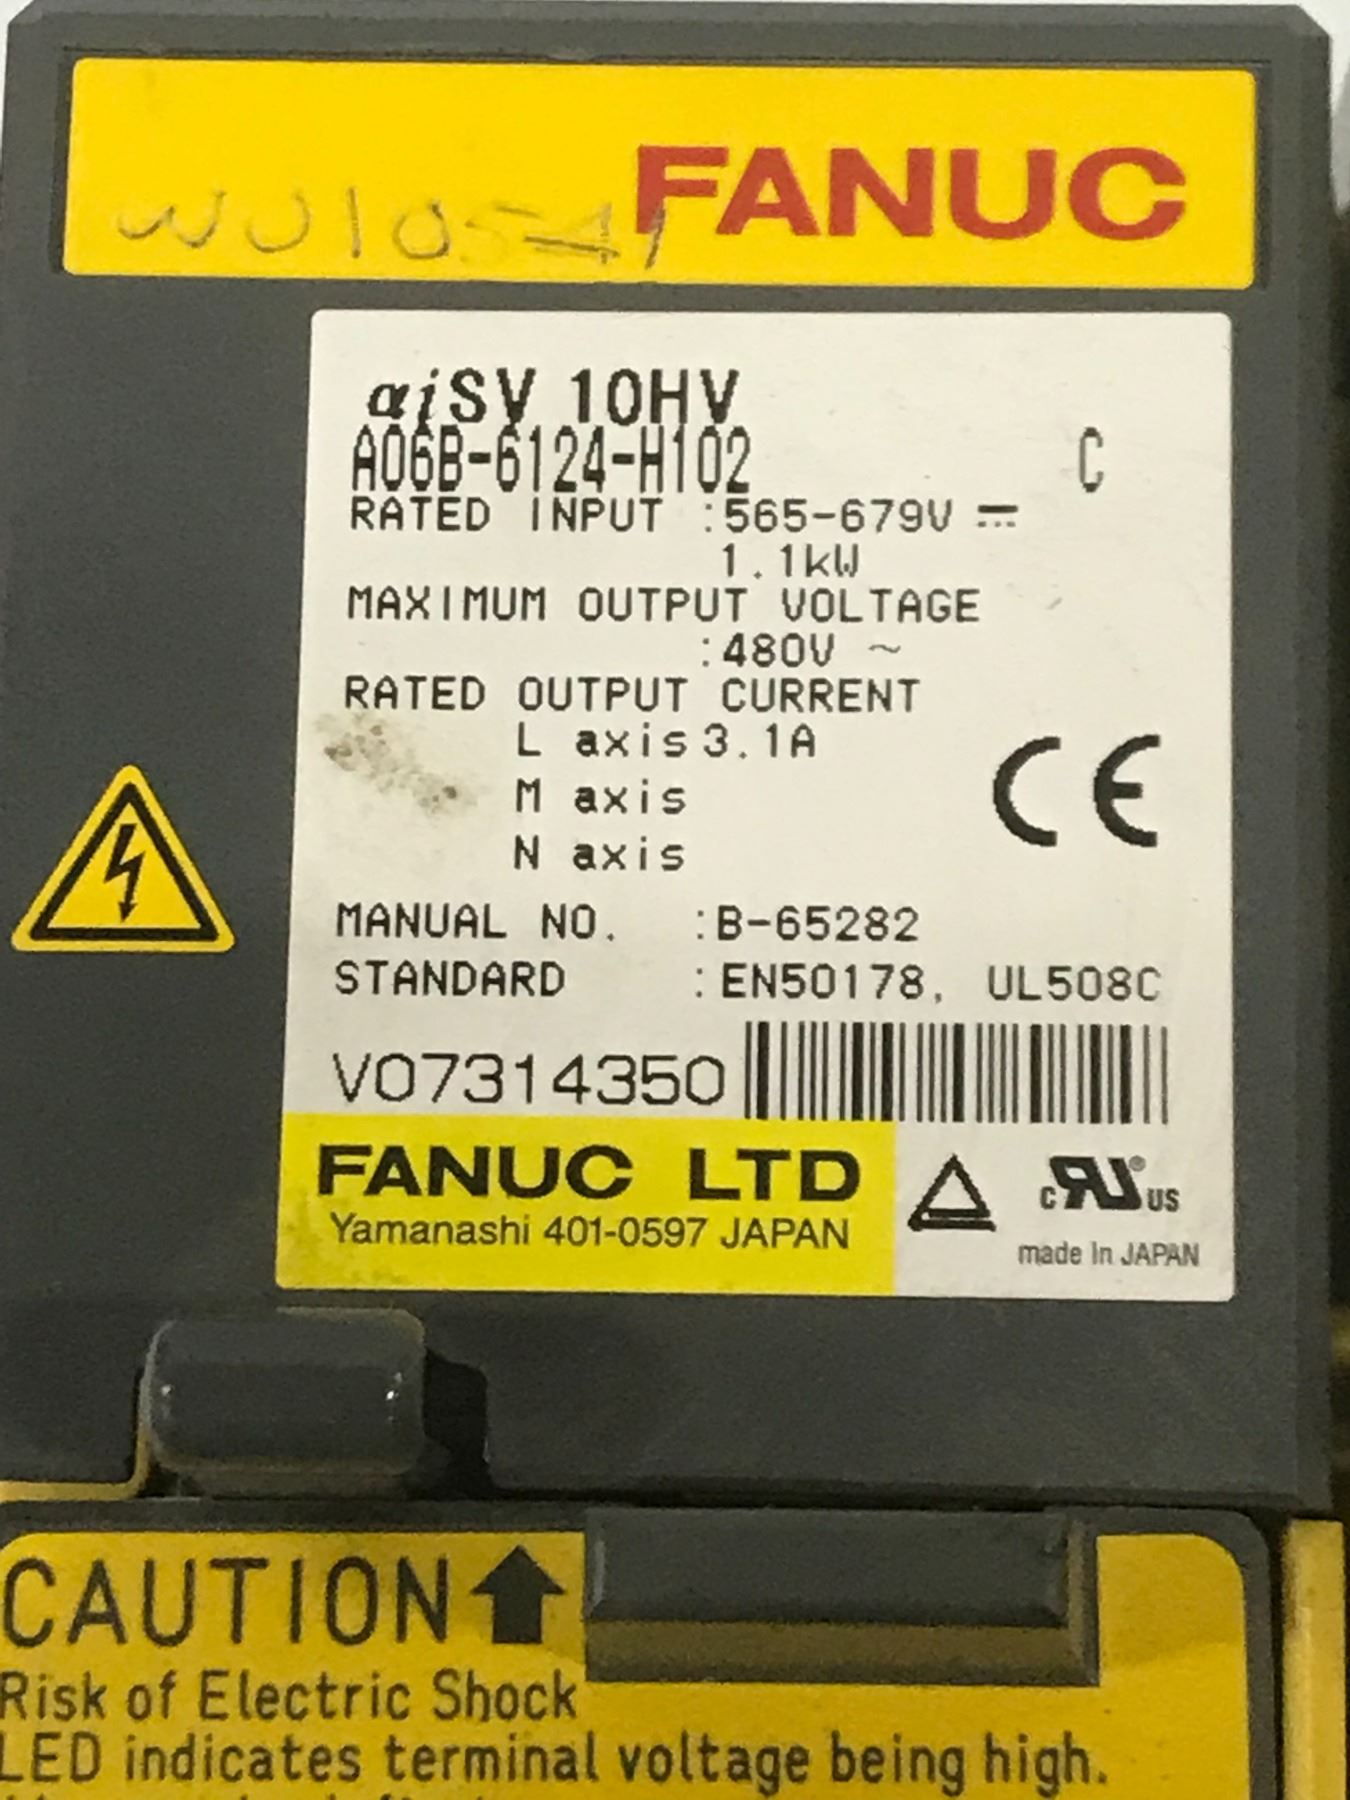 FANUC
αiSV 10HV
A06B-6124-H102 C
RATED INPUT :565-679V ⎓
1.1kW
MAXIMUM OUTPUT VOLTAGE
:480V ~
RATED OUTPUT CURRENT
L axis 3.1A
M axis
N axis
CE
MANUAL NO. :B-65282
STANDARD :EN50178, UL508C
V07314350
FANUC LTD
Yamanashi 401-0597 JAPAN
c RU® US
made In JAPAN
CAUTION
Risk of Electric Shock
LED indicates terminal voltage being high.